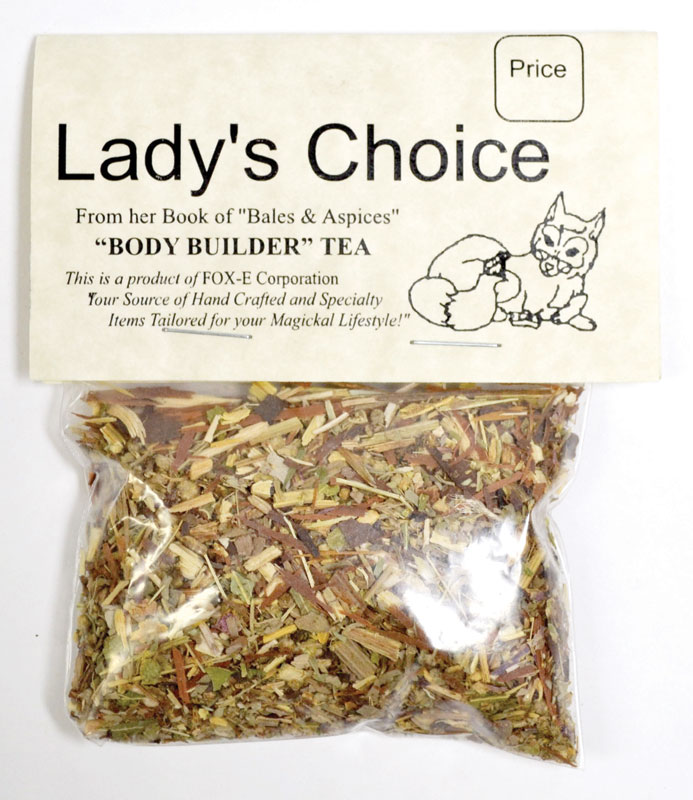 Price
Lady's Choice
From her Book of "Bales & Aspices"
“BODY BUILDER” TEA
This is a product of FOX-E Corporation
Your Source of Hand Crafted and Specialty
Items Tailored for your Magickal Lifestyle!"